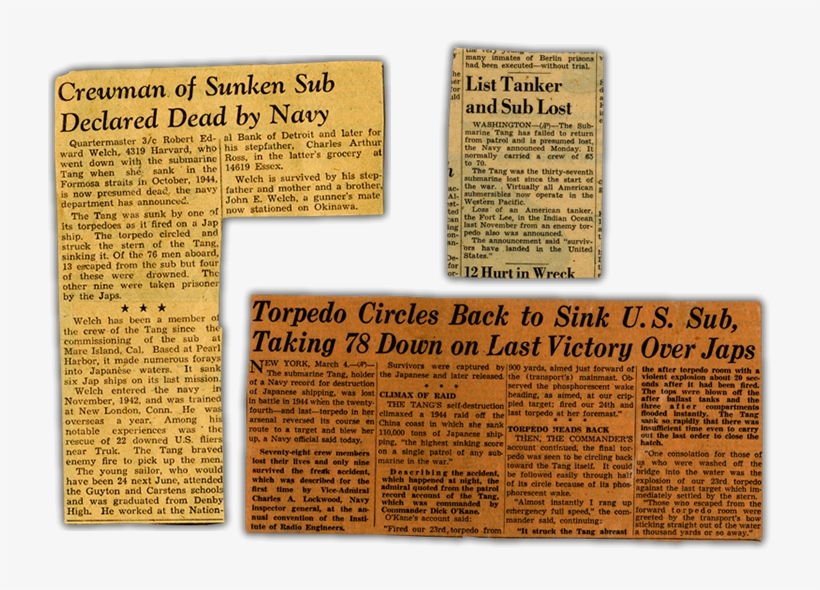 Crewman of Sunken Sub
Declared Dead by Navy
Quartermaster 3/c Robert Ed-
ward Welch, 4319 Harvard, who
went down with the submarine
Tang when she sank in the
Formosa straits in October, 1944,
is now presumed dead, the navy
department has announced.
The Tang was sunk by one of
its torpedoes as it fired on a Jap
ship. The torpedo circled and
struck the stern of the Tang,
sinking it. Of the 76 men aboard,
13 escaped from the sub but four
of these were drowned. The
other nine were taken prisoner
by the Japs.
★ ★ ★
Welch has been a member of
the crew of the Tang since the
commissioning of the sub at
Mare Island, Cal. Based at Pearl
Harbor, it made numerous forays
into Japanese waters. It sank
six Jap ships on its last mission.
Welch entered the navy in
November, 1942, and was trained
at New London, Conn. He was
overseas a year. Among his
notable experiences was the
rescue of 22 downed U.S. fliers
near Truk. The Tang braved
enemy fire to pick up the men.
The young sailor, who would
have been 24 next June, attended
the Guyton and Carstens schools
and was graduated from Denby
High. He worked at the Nation-
al Bank of Detroit and later for
his stepfather, Charles Arthur
Ross, in the latter's grocery at
14619 Essex.
Welch is survived by his step-
father and mother and a brother,
John E. Welch, a gunner's mate
now stationed on Okinawa.
many inmates of Berlin prisons
had been executed—without trial.
List Tanker
and Sub Lost
WASHINGTON—(AP)—The Sub-
marine Tang has failed to return
from patrol and is presumed lost,
the Navy announced Monday. It
normally carried a crew of 65
to 70.
The Tang was the thirty-seventh
submarine lost since the start of
the war. Virtually all American
submersibles now operate in the
Western Pacific.
Loss of an American tanker,
the Fort Lee, in the Indian Ocean
last November from an enemy tor-
pedo also was announced.
The announcement said "surviv-
ers have landed in the United
States."
12 Hurt in Wreck
Torpedo Circles Back to Sink U.S. Sub,
Taking 78 Down on Last Victory Over Japs
NEW YORK, March 4.—(AP)—
The submarine Tang, holder
of a Navy record for destruction
of Japanese shipping, was lost
in battle in 1944 when the twenty-
fourth—and last—torpedo in her
arsenal reversed its course en
route to a target and blew her
up, a Navy official said today.
Seventy-eight crew members
lost their lives and only nine
survived the freak accident,
which was described for the
first time by Vice-Admiral
Charles A. Lockwood, Navy
inspector general, at the an-
nual convention of the Insti-
tute of Radio Engineers.
Survivors were captured by
the Japanese and later released
CLIMAX OF RAID
THE TANG'S self-destruction
climaxed a 1944 raid off the
China coast in which she sank
110,000 tons of Japanese ship-
ping, "the highest sinking score
on a single patrol of any sub-
marine in the war."
Describing the accident,
which happened at night, the
admiral quoted from the patrol
record account of the Tang,
which was commanded by
Commander Dick O'Kane.
O'Kane's account said:
"Fired our 23rd torpedo from
900 yards, aimed just forward of
the (transport's) mainmast. Ob-
served the phosphorescent wake
heading, as aimed, at our crip-
pled target; fired our 24th and
last torpedo at her foremast."
TORPEDO HEADS BACK
THEN, THE COMMANDER'S
account continued, the final tor-
pedo was seen to be circling back
toward the Tang itself. It could
be followed easily through half
of its circle because of its phos-
phorescent wake.
"Almost instantly I rang up
emergency full speed," the com-
mander said, continuing:
"It struck the Tang abreast
the after torpedo room with a
violent explosion about 20 sec-
onds after it had been fired.
The tops were blown off the
after ballast tanks and the
three after compartments
flooded instantly. The Tang
sank so rapidly that there was
insufficient time even to carry
out the last order to close the
hatch.
"One consolation for those of
us who were washed off the
bridge into the water was the
explosion of our 23rd torpedo
against the last target which im-
mediately settled by the stern.
"Those who escaped from the
forward torpedo room were
greeted by the transport's bow
sticking straight out of the water
a thousand yards or so away."